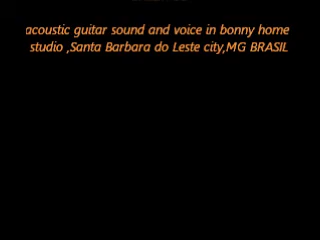 acoustic guitar sound and voice in bonny home
studio ,Santa Barbara do Leste city,MG BRASIL